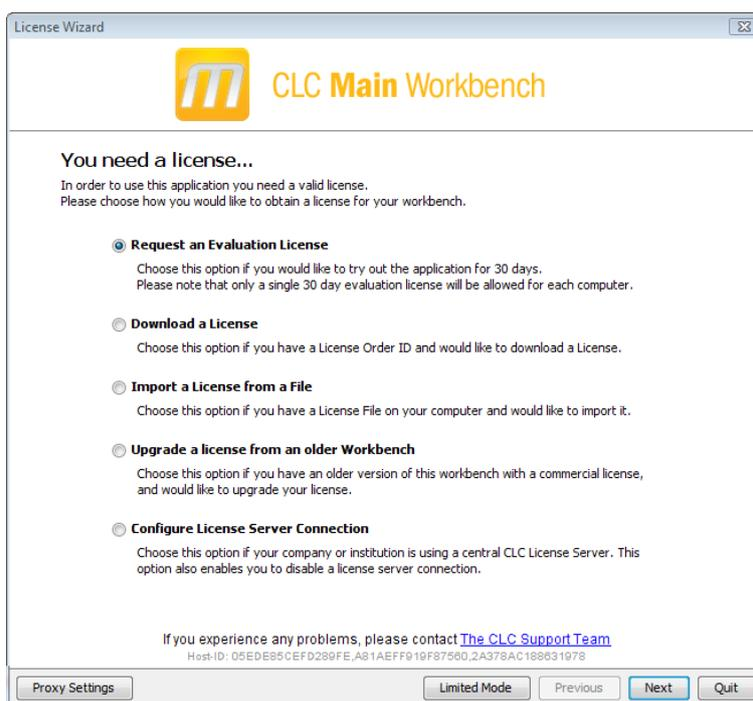 License Wizard
CLC Main Workbench
You need a license...
In order to use this application you need a valid license.
Please choose how you would like to obtain a license for your workbench.
Request an Evaluation License
Choose this option if you would like to try out the application for 30 days.
Please note that only a single 30 day evaluation license will be allowed for each computer.
Download a License
Choose this option if you have a License Order ID and would like to download a License.
Import a License from a File
Choose this option if you have a License File on your computer and would like to import it.
Upgrade a license from an older Workbench
Choose this option if you have an older version of this workbench with a commercial license,
and would like to upgrade your license.
Configure License Server Connection
Choose this option if your company or institution is using a central CLC License Server. This
option also enables you to disable a license server connection.
If you experience any problems, please contact The CLC Support Team
Host-ID: 05EDE85CEFD289FE,A81AEFF919F87560,2A378AC188631978
Proxy Settings Limited Mode Previous Next Quit